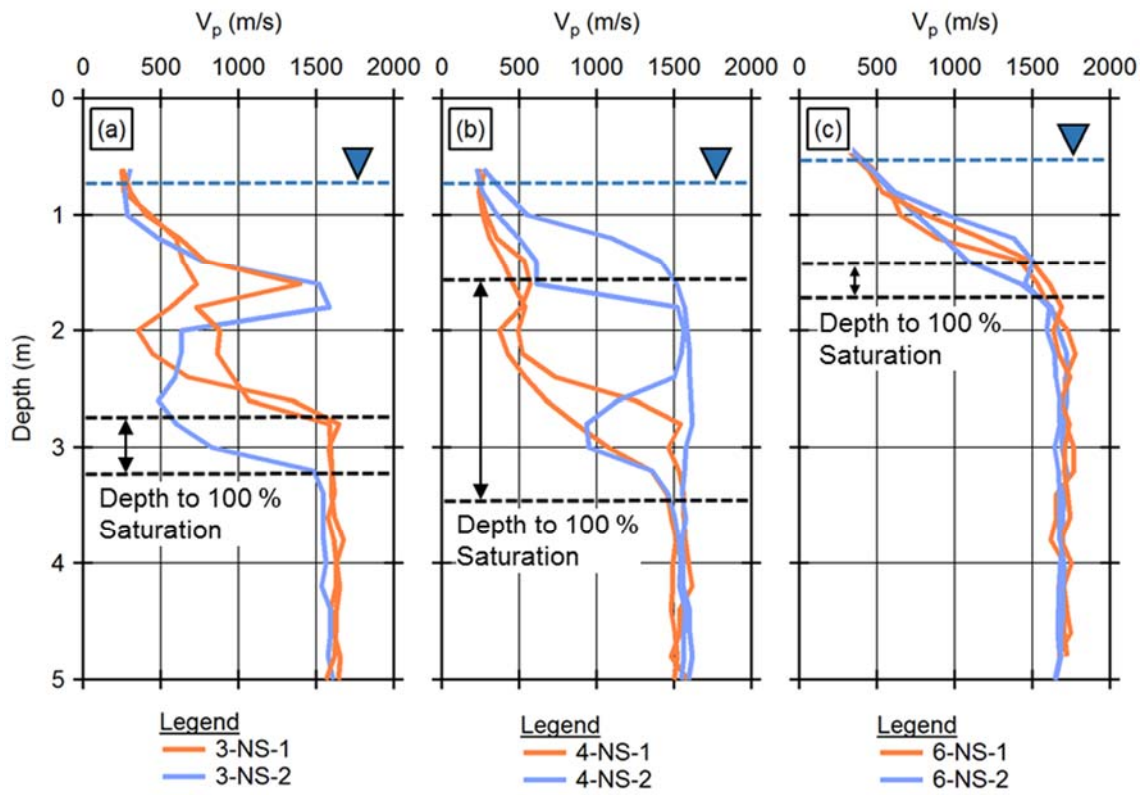 Vp (m/s) Vp (m/s) Vp (m/s)
0 500 1000 1500 2000 0 500 1000 1500 2000 0 500 1000 1500 2000
0
1
2
3
4
5
Depth (m)
(a)
Depth to 100 %
Saturation
(b)
Depth to 100 %
Saturation
(c)
Depth to 100 %
Saturation
Legend
3-NS-1
3-NS-2
Legend
4-NS-1
4-NS-2
Legend
6-NS-1
6-NS-2